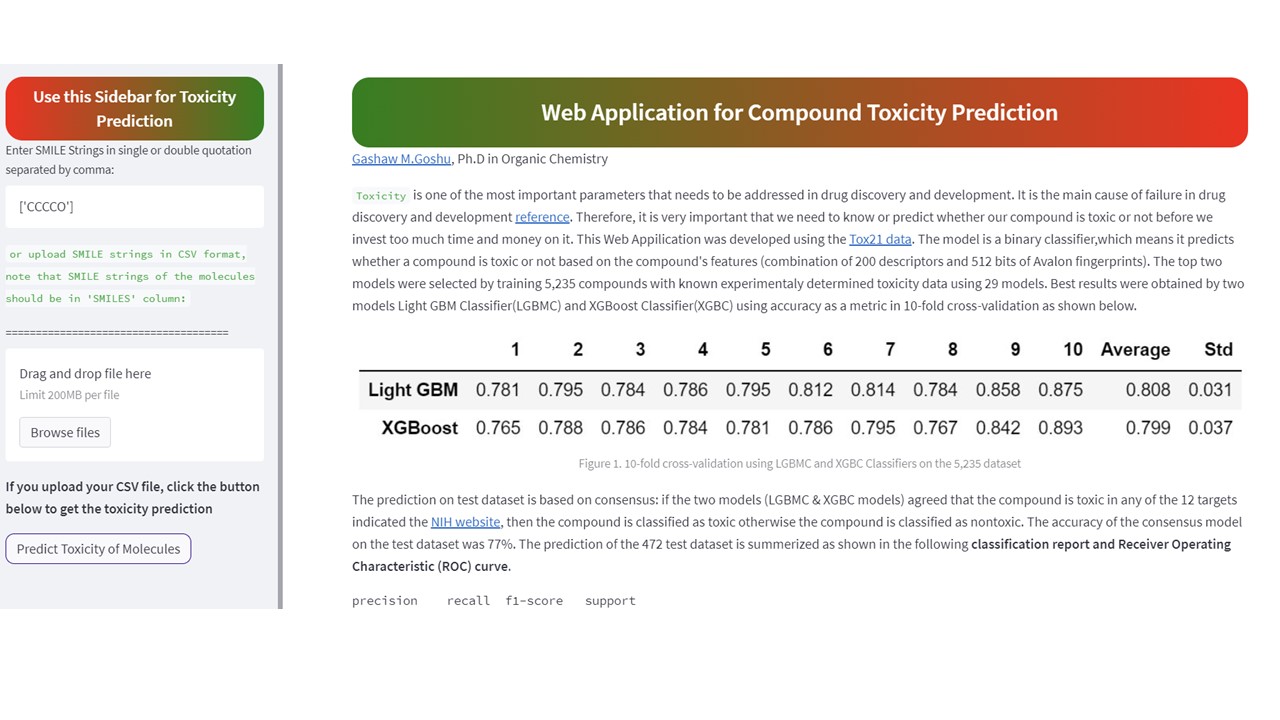 Use this Sidebar for Toxicity
Prediction
Enter SMILE Strings in single or double quotation
separated by comma:
['CCCCO']
or upload SMILE strings in CSV format,
note that SMILE strings of the molecules
should be in 'SMILES' column:
=====================================
Drag and drop file here
Limit 200MB per file
Browse files
If you upload your CSV file, click the button
below to get the toxicity prediction
Predict Toxicity of Molecules
Web Application for Compound Toxicity Prediction
Gashaw M.Goshu, Ph.D in Organic Chemistry
Toxicity is one of the most important parameters that needs to be addressed in drug discovery and development. It is the main cause of failure in drug
discovery and development reference. Therefore, it is very important that we need to know or predict whether our compound is toxic or not before we
invest too much time and money on it. This Web Appilication was developed using the Tox21 data. The model is a binary classifier,which means it predicts
whether a compound is toxic or not based on the compound's features (combination of 200 descriptors and 512 bits of Avalon fingerprints). The top two
models were selected by training 5,235 compounds with known experimentaly determined toxicity data using 29 models. Best results were obtained by two
models Light GBM Classifier(LGBMC) and XGBoost Classifier(XGBC) using accuracy as a metric in 10-fold cross-validation as shown below.
1 2 3 4 5 6 7 8 9 10 Average Std
Light GBM 0.781 0.795 0.784 0.786 0.795 0.812 0.814 0.784 0.858 0.875 0.808 0.031
XGBoost 0.765 0.788 0.786 0.784 0.781 0.786 0.795 0.767 0.842 0.893 0.799 0.037
Figure 1. 10-fold cross-validation using LGBMC and XGBC Classifiers on the 5,235 dataset
The prediction on test dataset is based on consensus: if the two models (LGBMC & XGBC models) agreed that the compound is toxic in any of the 12 targets
indicated the NIH website, then the compound is classified as toxic otherwise the compound is classified as nontoxic. The accuracy of the consensus model
on the test dataset was 77%. The prediction of the 472 test dataset is summerized as shown in the following classification report and Receiver Operating
Characteristic (ROC) curve.
precision recall f1-score support